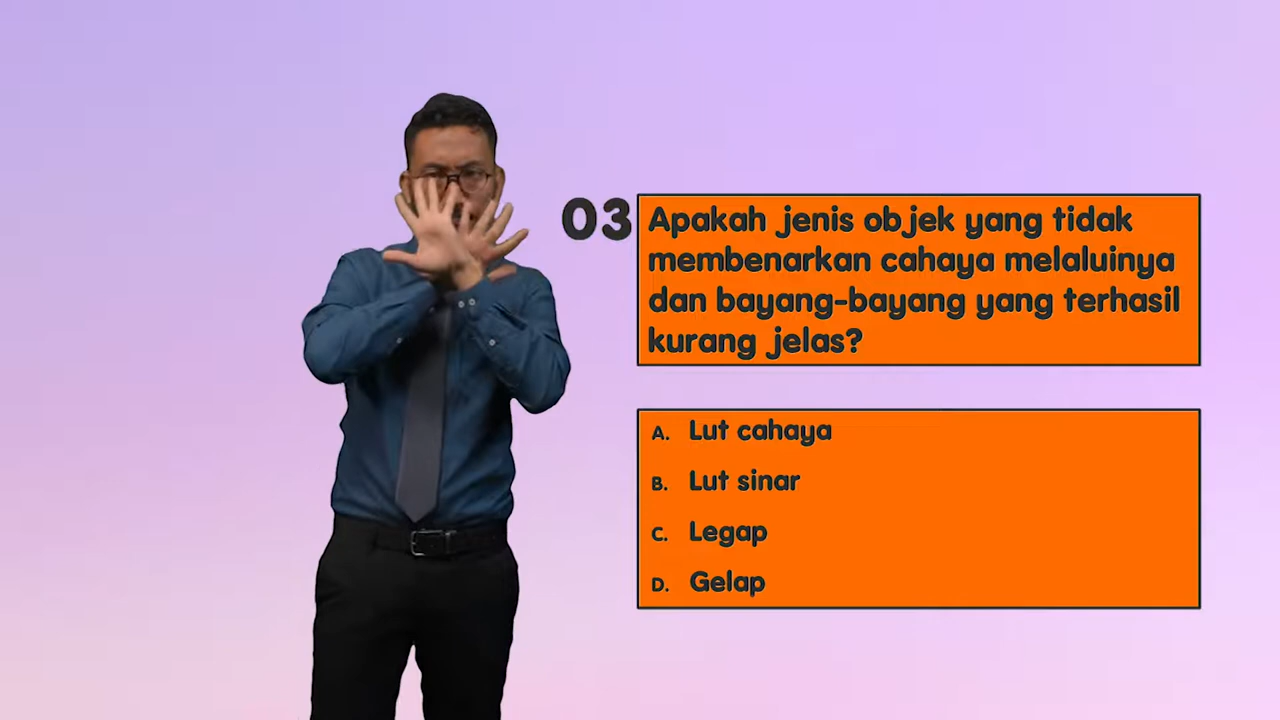 03
Apakah jenis objek yang tidak
membenarkan cahaya melaluinya
dan bayang-bayang yang terhasil
kurang jelas?
A. Lut cahaya
B. Lut sinar
C. Legap
D. Gelap